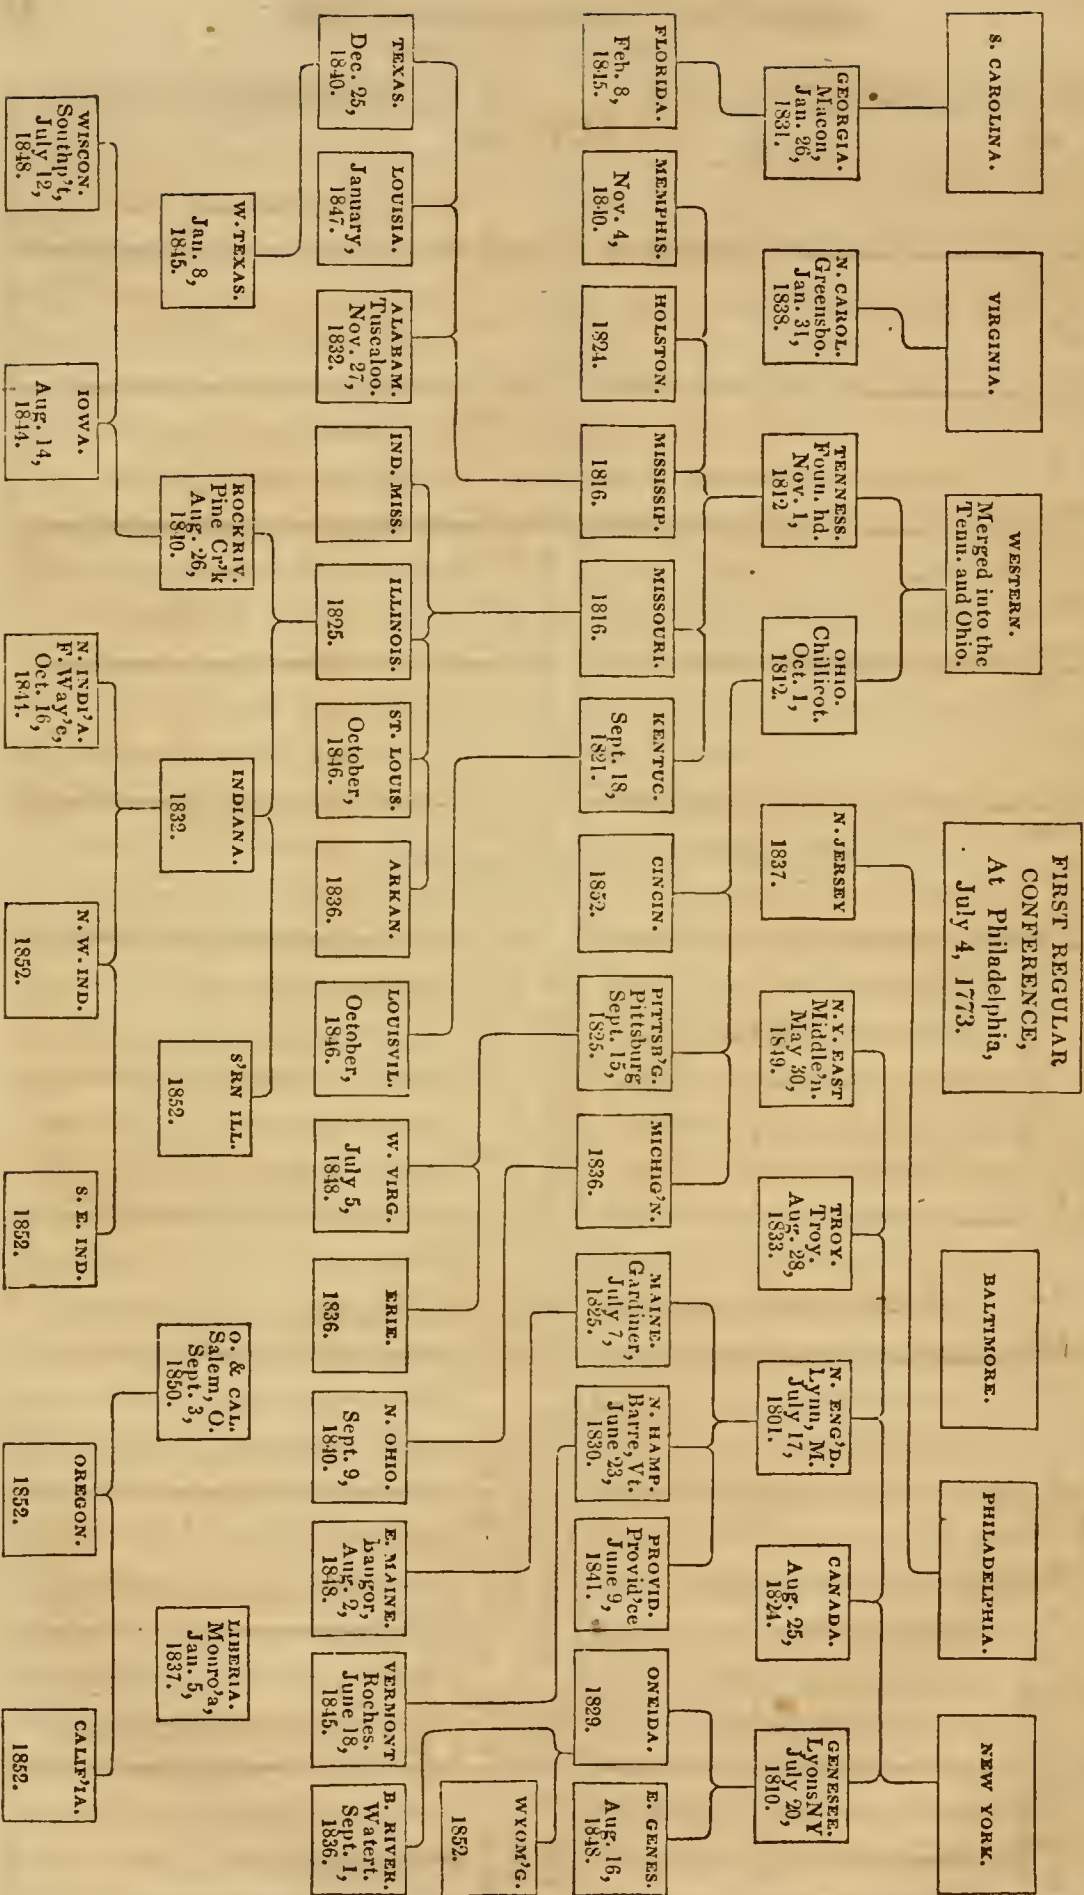 FIRST REGULAR
CONFERENCE,
At Philadelphia,
July 4, 1773.
S. CAROLINA.
VIRGINIA.
WESTERN.
Merged into the
Tenn. and Ohio.
BALTIMORE.
PHILADELPHIA.
NEW YORK.
GEORGIA.
Macon,
Jan. 26,
1831.
N. CAROL.
Greensbo.
Jan. 31,
1838.
TENNESS.
Foun. hd.
Nov. 1,
1812
OHIO.
Chillicot.
Oct. 1,
1812.
N. JERSEY
1837.
N.Y. EAST
Middle'n.
May 30,
1849.
TROY.
Troy.
Aug. 28,
1833.
N. ENG'D.
Lynn, M.
July 17,
1801.
CANADA.
Aug. 25,
1824.
GENESEE.
Lyons NY
July 20,
1810.
FLORIDA.
Feb. 8,
1845.
MEMPHIS.
Nov. 4,
1840.
HOLSTON.
1824.
MISSISSIP.
1816.
MISSOURI.
1816.
KENTUC.
Sept. 18,
1821.
CINCIN.
1852.
PITTSB'G.
Pittsburg
Sept. 15,
1825.
MICHIG'N.
1836.
MAINE.
Gardiner,
July 7,
1825.
N. HAMP.
Barre, Vt.
June 23,
1830.
PROVID.
Provid'ce
June 9,
1841.
ONEIDA.
1829.
E. GENES.
Aug. 16,
1848.
WYOM'G.
1852.
TEXAS.
Dec. 25,
1840.
LOUISIA.
January,
1847.
ALABAM.
Tuscaloo.
Nov. 27,
1832.
IND. MISS.
ILLINOIS.
1825.
ST. LOUIS.
October,
1846.
ARKAN.
1836.
LOUISVIL.
October,
1846.
W. VIRG.
July 5,
1848.
ERIE.
1836.
N. OHIO.
Sept. 9,
1840.
E. MAINE.
Bangor,
Aug. 2,
1848.
VERMONT
Roches.
June 18,
1845.
B. RIVER.
Watert.
Sept. 1,
1836.
W. TEXAS.
Jan. 8,
1845.
ROCKRIV.
Pine Cr'k
Aug. 26,
1840.
INDIANA.
1832.
S'RN ILL.
1852.
O. & CAL.
Salem, O.
Sept. 3,
1850.
LIBERIA.
Monro'a,
Jan. 5,
1837.
WISCON.
Southp't,
July 12,
1848.
IOWA.
Aug. 14,
1844.
N. INDI'A.
F. Way'e,
Oct. 16,
1844.
N. W. IND.
1852.
S. E. IND.
1852.
OREGON.
1852.
CALIF'IA.
1852.